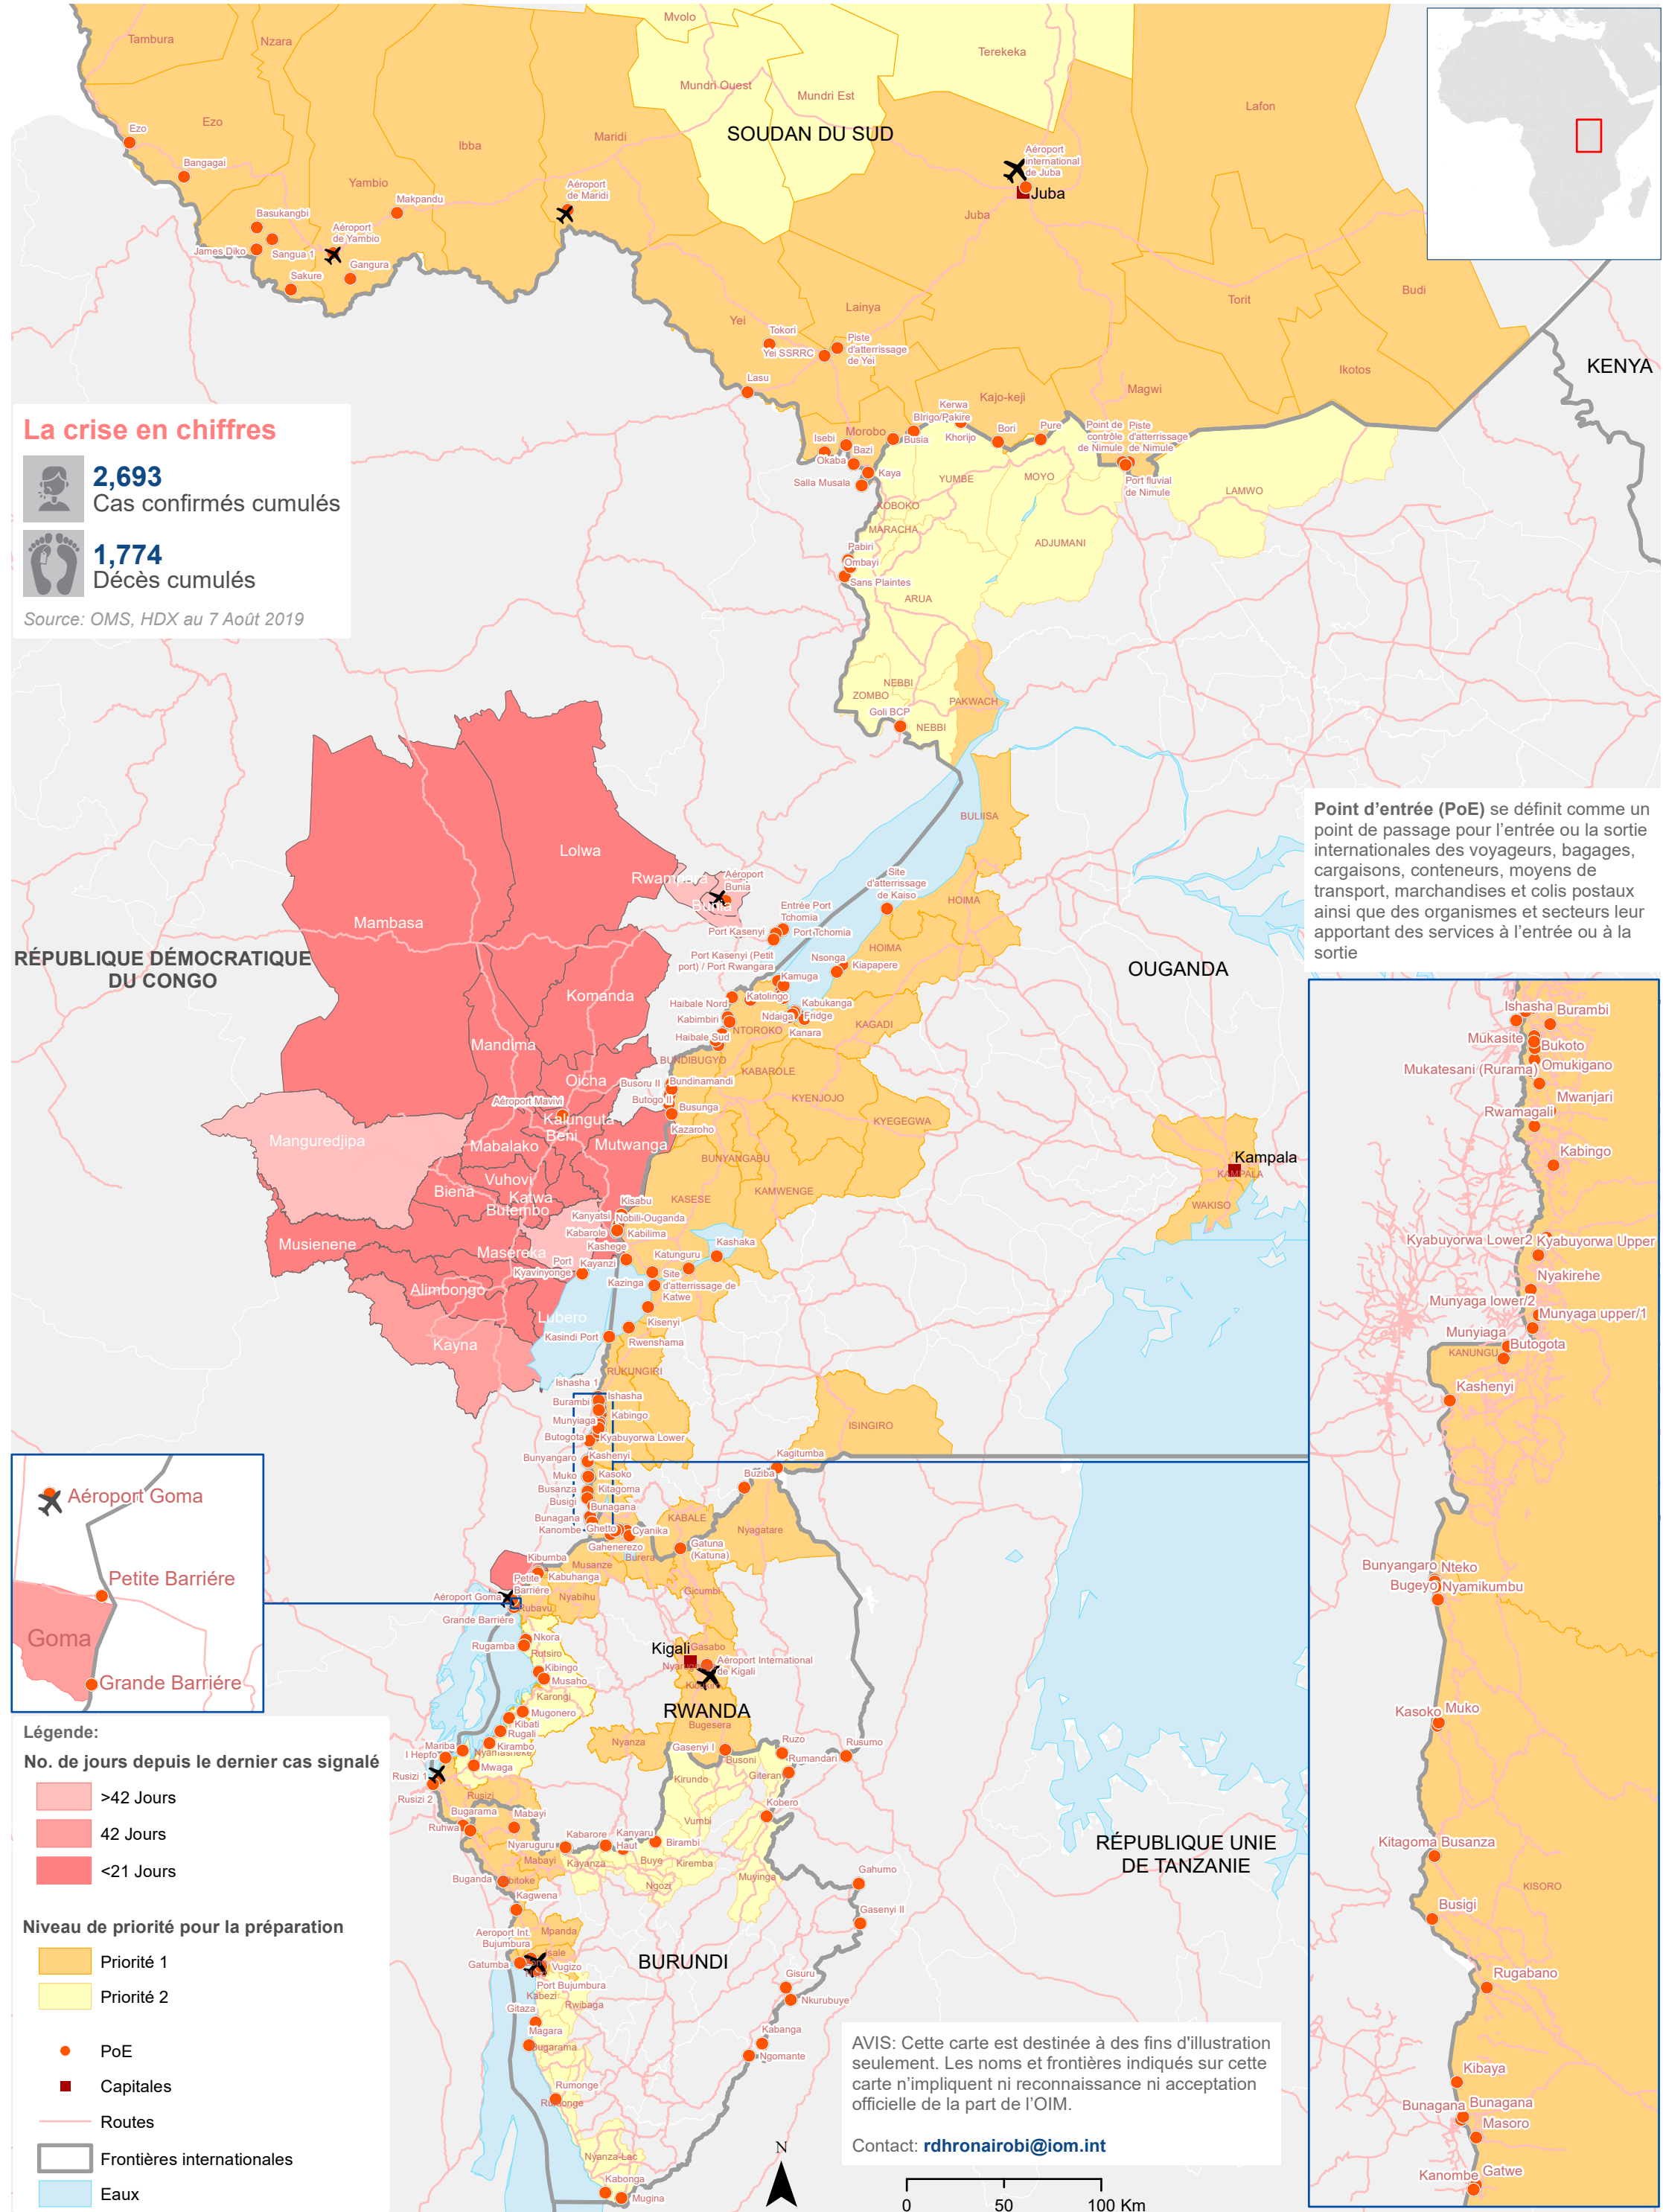 Tambura
Nzara
Mvolo
Terekeka
Mundri Ouest
Mundri Est
Lafon
SOUDAN DU SUD
Ezo
Ezo
Ibba
Maridi
Bangagai
Yambio
Makpandu
Aéroport
de Maridi
Aéroport
international
de Juba
Juba
Juba
Basukangbi
Aéroport
de Yambio
James Diko
Sangua 1
Gangura
Sakure
Torit
Budi
Lainya
Yei
Tokori
Yei SSRRC
Piste
d'atterrissage
de Yei
Lasu
Ikotos
KENYA
Magwi
Kajo-keji
Kerwa
BIrigo/Pakire
Morobo
Busia
Khorijo
Bori
Pure
Point de
contrôle
de Nimule
Piste
d'atterrissage
de Nimule
Port fluvial
de Nimule
Isebi
Bazi
Okaba
Kaya
Salla Musala
La crise en chiffres
2,693
Cas confirmés cumulés
1,774
Décès cumulés
Source: OMS, HDX au 7 Août 2019
YUMBE
MOYO
LAMWO
KOBOKO
MARACHA
ADJUMANI
Pabiri
Ombayi
Sans Plaintes
ARUA
NEBBI
ZOMBO
PAKWACH
Goli BCP
NEBBI
BULIISA
Lolwa
Rwampara
Aéroport
Bunia
Bunia
Mambasa
Site
d'atterrissage
de Kaiso
HOIMA
Entrée Port
Tchomia
Port Kasenyi
Port Tchomia
HOIMA
Port Kasenyi (Petit
port) / Port Rwangara
Nsonga
Kiapapere
RÉPUBLIQUE DÉMOCRATIQUE
DU CONGO
OUGANDA
Point d’entrée (PoE) se définit comme un
point de passage pour l’entrée ou la sortie
internationales des voyageurs, bagages,
cargaisons, conteneurs, moyens de
transport, marchandises et colis postaux
ainsi que des organismes et secteurs leur
apportant des services à l’entrée ou à la
sortie
Komanda
Kamuga
Katolingo
Haibale Nord
Kabukanga
Kabimbiri
Ndaiga
Fridge
Kanara
NTOROKO
KAGADI
Haibale Sud
Mandima
BUNDIBUGYO
KABAROLE
Oicha
Busoru II
Bundinamandi
Butogo II
KYENJOJO
Aéroport Mavivi
Busunga
Kalunguta
Beni
KYEGEGWA
Kazaroho
Manguredjipa
Mabalako
Mutwanga
BUNYANGABU
Kampala
KAMPALA
WAKISO
Vuhovi
Biena
Katwa
Butembo
KASESE
KAMWENGE
Kisabu
Kanyatsi
Nobili-Ouganda
Kabarole
Kabilima
Musienene
Masereka
Kashege
Kashaka
Port
Kyavinyonge
Kayanzi
Katunguru
Kazinga
Site
d'atterrissage de
Katwe
Alimbongo
Lubero
Kisenyi
Kasindi Port
Rwenshama
Kayna
RUKUNGIRI
Ishasha 1
Ishasha
Burambi
Kabingo
Munyiaga
Butogota
Kyabuyorwa Lower
ISINGIRO
Bunyangaro
Kashenyi
Kagitumba
Muko
Kasoko
Buziba
Busanza
Kitagoma
Busigi
Bunagana
Bunagana
KABALE
Nyagatare
Kanombe
Ghetto
Cyanika
Gahenerezo
Gatuna
(Katuna)
Burera
Kibumba
Musanze
Petite
Barriére
Kabuhanga
Gicumbi
Aéroport Goma
Nyabihu
Rubavu
Grande Barriére
Nkora
Rugamba
Rutsiro
Kigali
Gasabo
Aéroport International
de Kigali
Kibingo
Musaho
Karongi
RWANDA
Mugonero
Kibati
Bugesera
Rugali
Kirambo
Nyanza
Mariba
Nyamasheke
Gasenyi I
Ruzo
Rusumo
I Hepfo
Mwaga
Busoni
Rumandari
Rusizi 1
Kirundo
Rusizi
Rusizi 2
Kobero
Bugarama
Mabayi
Vumbi
Ruhwa
Kabarore
Kanyaru
Haut
Birambi
Nyaruguru
Mabayi
Kayanza
Buye
Kiremba
Gahumo
Buganda
Ngozi
Muyinga
Kagwena
Gasenyi II
Aeroport Int.
Bujumbura
Mpanda
BURUNDI
RÉPUBLIQUE UNIE
DE TANZANIE
Gatumba
Vugizo
Gisuru
Port Bujumbura
Kabezi
Rwibaga
Nkurubuye
Gitaza
Kabanga
Magara
Bugarama
Ngomante
Rumonge
Rumonge
Nyanza-Lac
Kabonga
Mugina
Aéroport Goma
Petite Barriére
Goma
Grande Barriére
Légende:
No. de jours depuis le dernier cas signalé
>42 Jours
42 Jours
<21 Jours
Niveau de priorité pour la préparation
Priorité 1
Priorité 2
PoE
Capitales
Routes
Frontières internationales
Eaux
AVIS: Cette carte est destinée à des fins d'illustration
seulement. Les noms et frontières indiqués sur cette
carte n’impliquent ni reconnaissance ni acceptation
officielle de la part de l’OIM.
Contact: rdhronairobi@iom.int
N
0 50 100 Km
Ishasha
Burambi
Mukasite
Bukoto
Mukatesani (Rurama)
Omukigano
Mwanjari
Rwamagali
Kabingo
Kyabuyorwa Lower2
Kyabuyorwa Upper
Nyakirehe
Munyaga lower/2
Munyaga upper/1
Munyiaga
Butogota
KANUNGU
Kashenyi
Bunyangaro
Nteko
Bugeyo
Nyamikumbu
Kasoko
Muko
Kitagoma
Busanza
KISORO
Busigi
Rugabano
Kibaya
Bunagana
Bunagana
Masoro
Kanombe
Gatwe